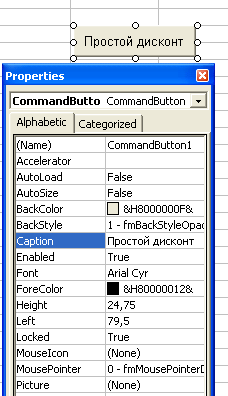 Простой дисконт
Properties
CommandButto CommandButton
Alphabetic Categorized
(Name) CommandButton1
Accelerator
AutoLoad False
AutoSize False
BackColor &H8000000F&
BackStyle 1 - fmBackStyleOpac
Caption Простой дисконт
Enabled True
Font Arial Cyr
ForeColor &H80000012&
Height 24,75
Left 79,5
Locked True
MouseIcon (None)
MousePointer 0 - fmMousePointerD
Picture (None)